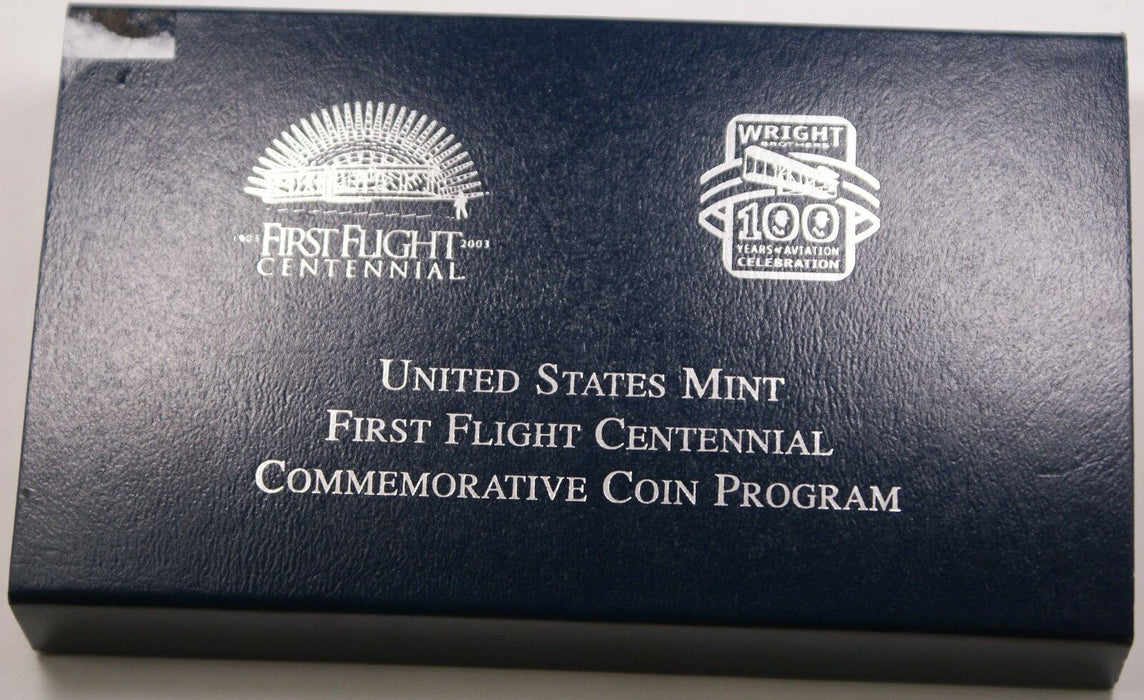 1903 FIRST FLIGHT 2003
CENTENNIAL
WRIGHT
BROTHERS
100
YEARS of AVIATION
CELEBRATION
UNITED STATES MINT
FIRST FLIGHT CENTENNIAL
COMMEMORATIVE COIN PROGRAM